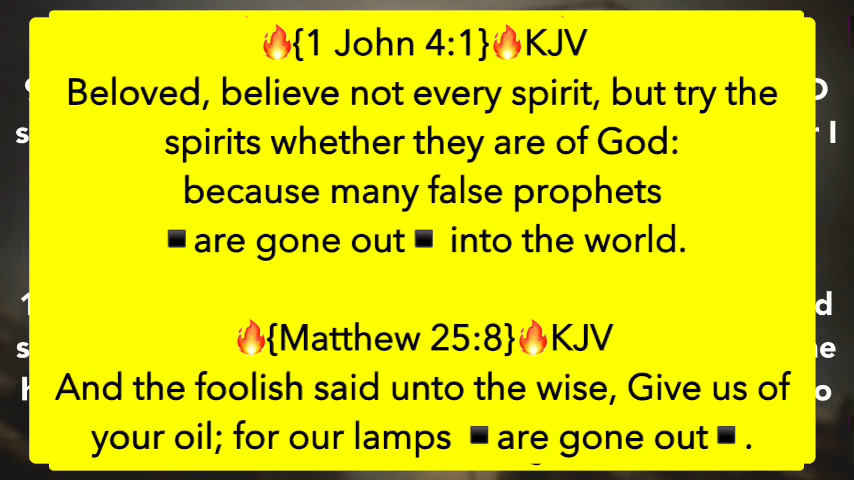 🔥{1 John 4:1}🔥KJV
Beloved, believe not every spirit, but try the
spirits whether they are of God:
because many false prophets
▪️are gone out▪️ into the world.
🔥{Matthew 25:8}🔥KJV
And the foolish said unto the wise, Give us of
your oil; for our lamps ▪️are gone out▪️.